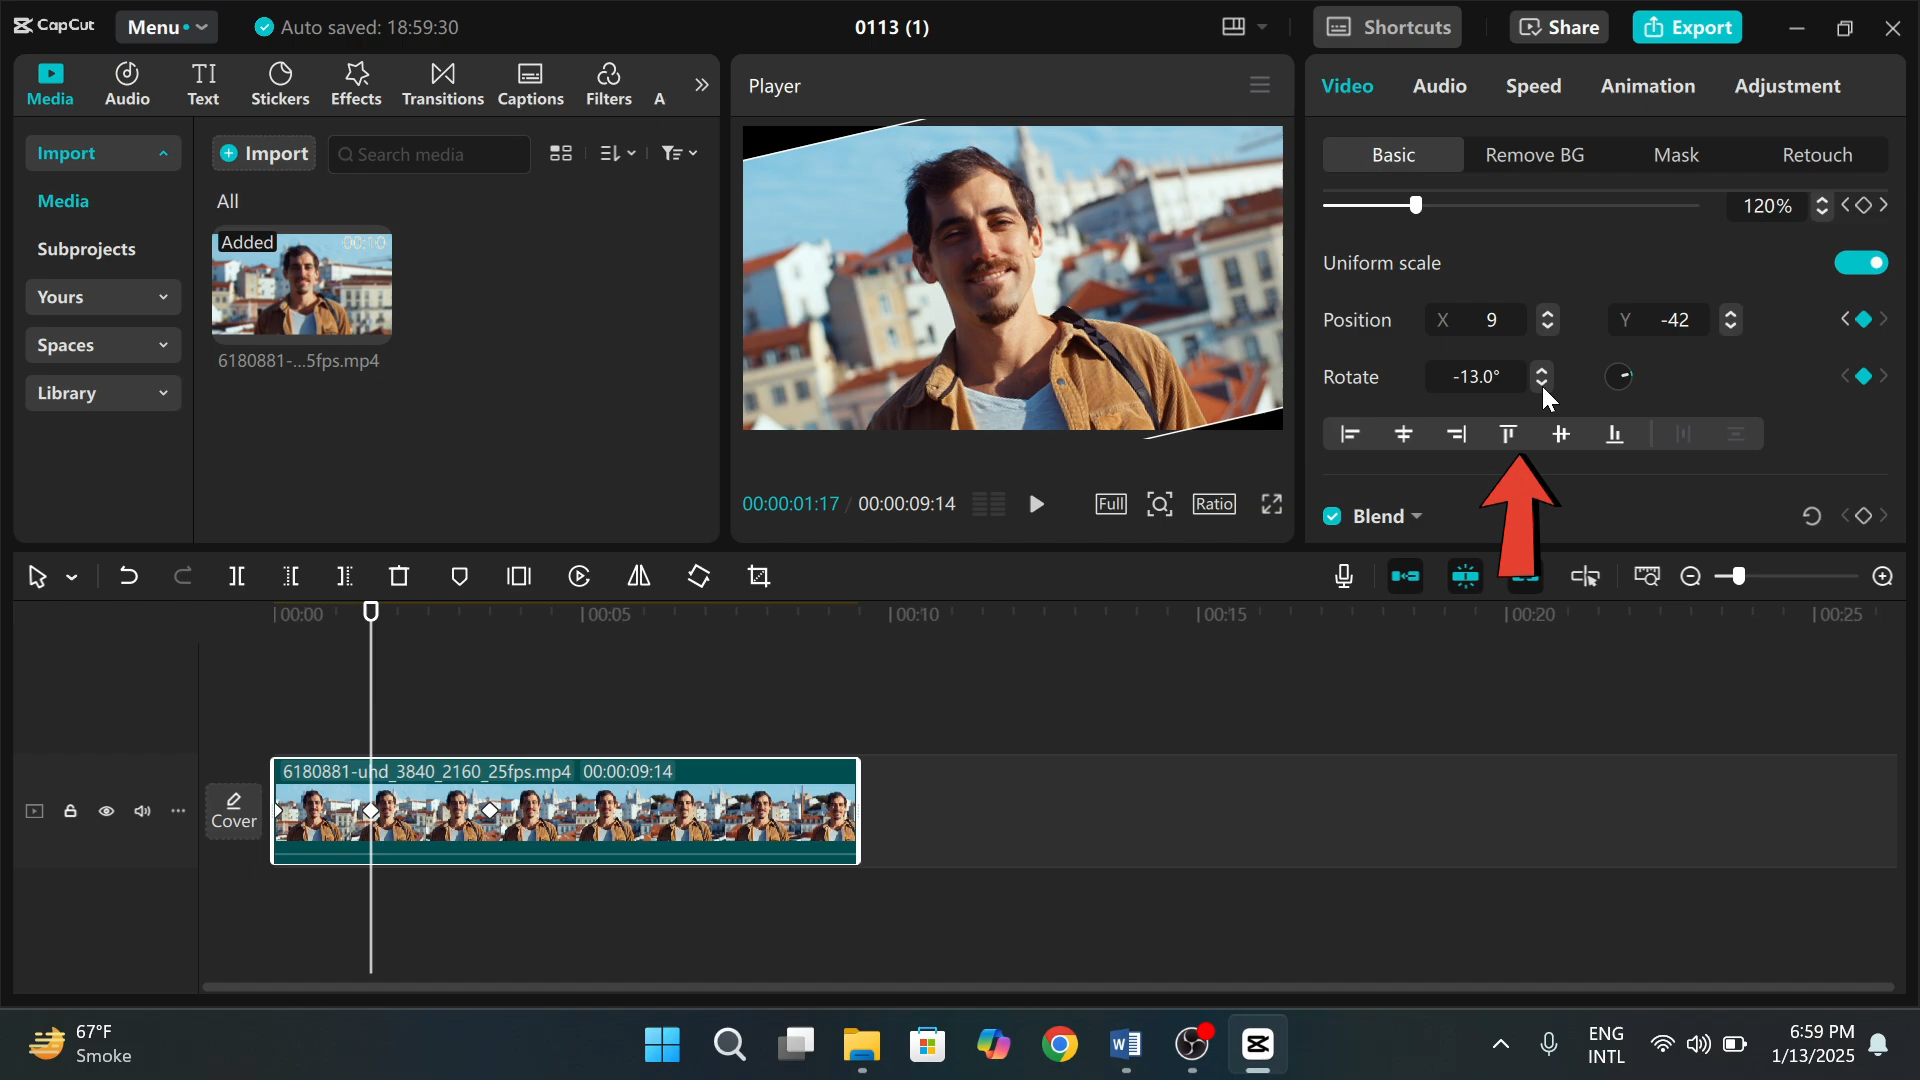 CapCut
Menu
Auto saved: 18:59:30
0113 (1)
Shortcuts
Share
Export
Media
Audio
Text
Stickers
Effects
Transitions
Captions
Filters
A
TI
Player
Video
Audio
Speed
Animation
Adjustment
Import
Media
Subprojects
Yours
Spaces
Library
Import
Search media
All
Added
00:10
6180881-...5fps.mp4
00:00:01:17 / 00:00:09:14
Full
Ratio
Basic
Remove BG
Mask
Retouch
120%
Uniform scale
Position X 9 Y -42
Rotate -13.0°
Blend
00:00
00:05
00:10
00:15
00:20
00:25
Cover
6180881-uhd_3840_2160_25fps.mp4 00:00:09:14
67°F
Smoke
W
ENG
INTL
6:59 PM
1/13/2025